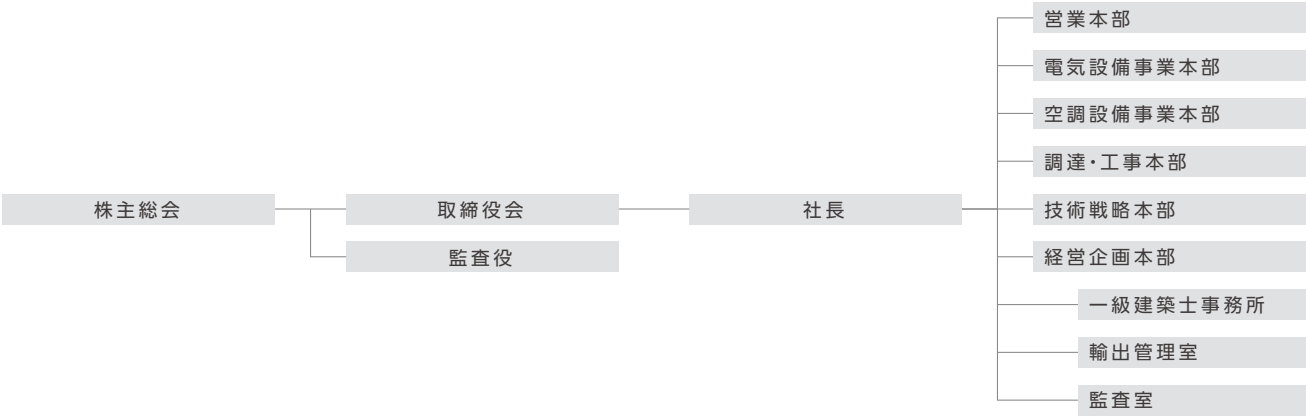 株主総会
取締役会
監査役
社長
営業本部
電気設備事業本部
空調設備事業本部
調達・工事本部
技術戦略本部
経営企画本部
一級建築士事務所
輸出管理室
監査室